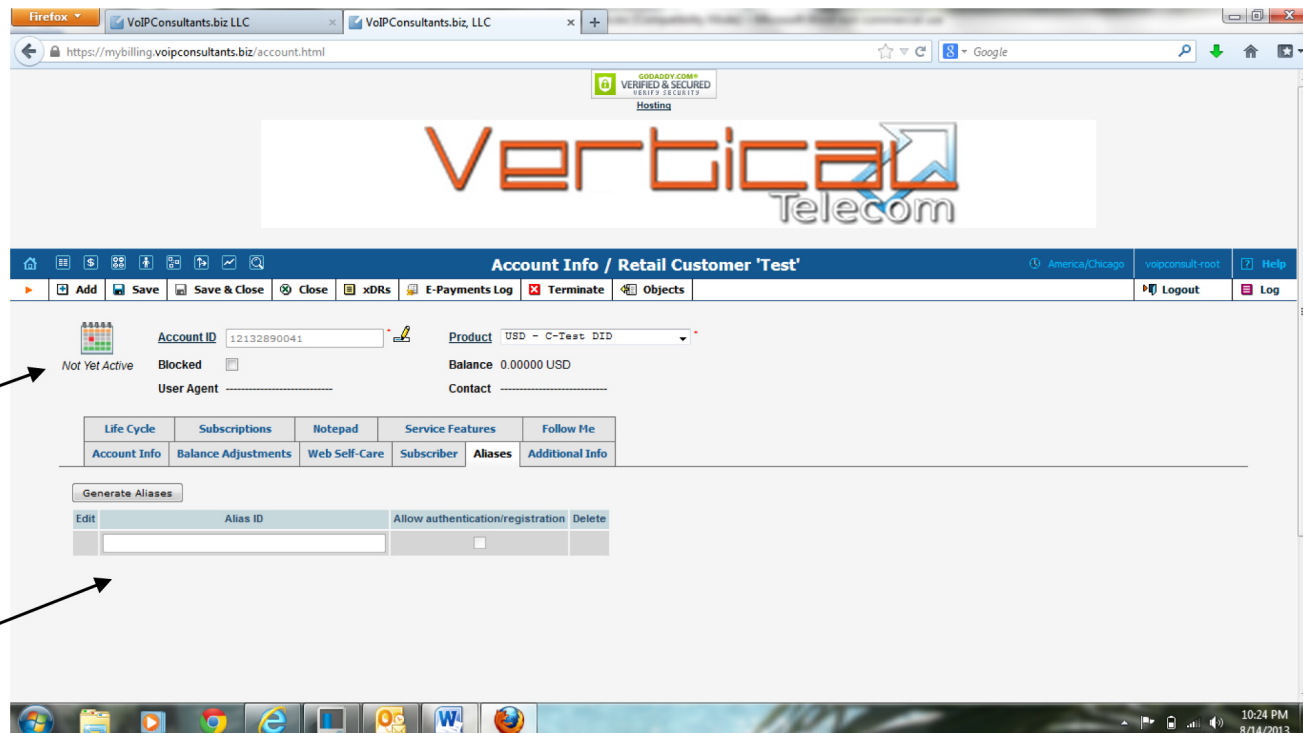 Firefox
VoIPConsultants.biz LLC
VoIPConsultants.biz, LLC
https://mybilling.voipconsultants.biz/account.html
Google
GODADDY.COM®
VERIFIED & SECURED
VERIFY SECURITY
Hosting
Vertical
Telecom
Account Info / Retail Customer 'Test'
America/Chicago
voipconsult-root
Help
Add Save Save & Close Close xDRs E-Payments Log Terminate Objects Logout Log
Account ID 12132890041 * Product USD - C-Test DID *
Not Yet Active Blocked Balance 0.00000 USD
User Agent ---------------------------- Contact ----------------------------
Life Cycle Subscriptions Notepad Service Features Follow Me
Account Info Balance Adjustments Web Self-Care Subscriber Aliases Additional Info
Generate Aliases
Edit Alias ID Allow authentication/registration Delete
10:24 PM
8/14/2013